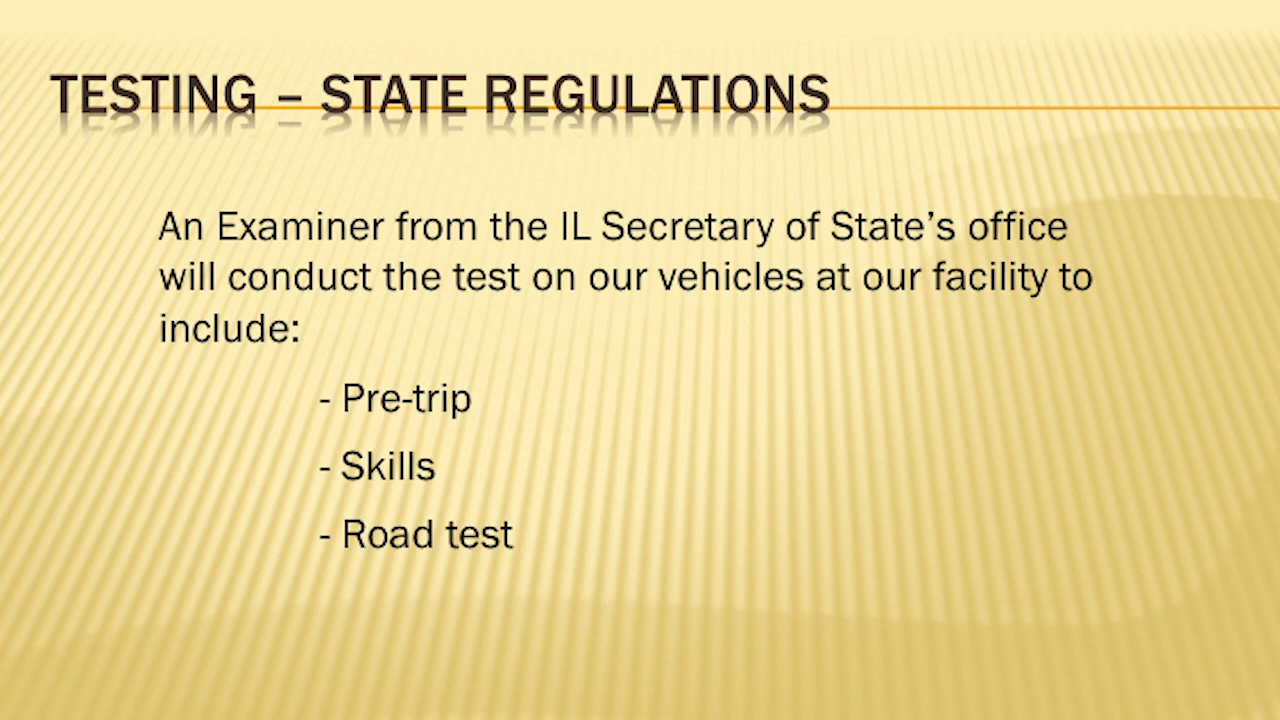 TESTING – STATE REGULATIONS
An Examiner from the IL Secretary of State’s office
will conduct the test on our vehicles at our facility to
include:
- Pre-trip
- Skills
- Road test